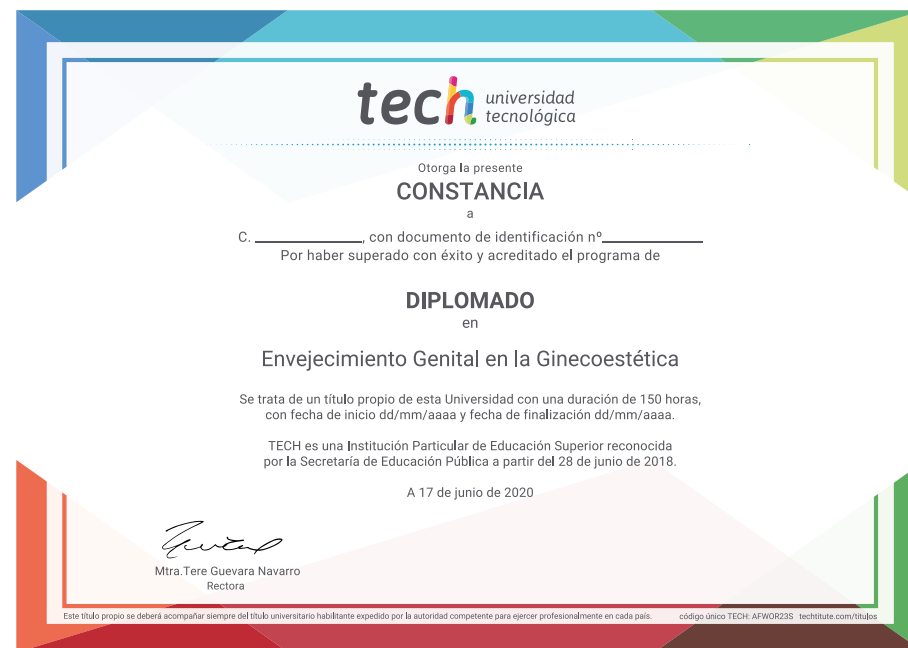 tech universidad
tecnológica
Otorga la presente
CONSTANCIA
a
C. ____________, con documento de identificación nº____________
Por haber superado con éxito y acreditado el programa de
DIPLOMADO
en
Envejecimiento Genital en la Ginecoestética
Se trata de un título propio de esta Universidad con una duración de 150 horas,
con fecha de inicio dd/mm/aaaa y fecha de finalización dd/mm/aaaa.
TECH es una Institución Particular de Educación Superior reconocida
por la Secretaría de Educación Pública a partir del 28 de junio de 2018.
A 17 de junio de 2020
Mtra.Tere Guevara Navarro
Rectora
Este título propio se deberá acompañar siempre del título universitario habilitante expedido por la autoridad competente para ejercer profesionalmente en cada país. código único TECH: AFWOR23S techtitute.com/titulos